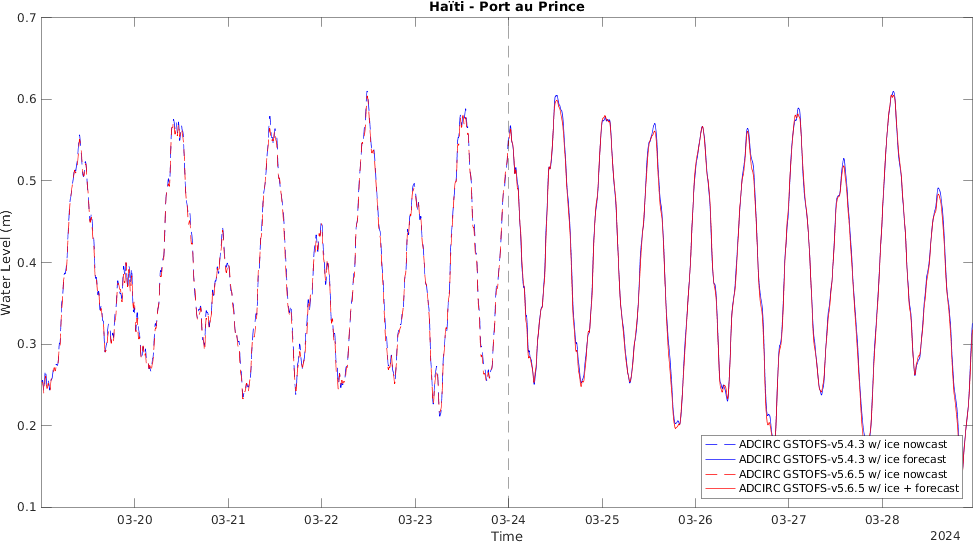 Haïti - Port au Prince
0.7
0.6
0.5
0.4
0.3
0.2
0.1
Water Level (m)
ADCIRC GSTOFS-v5.4.3 w/ ice nowcast
ADCIRC GSTOFS-v5.4.3 w/ ice forecast
ADCIRC GSTOFS-v5.6.5 w/ ice nowcast
ADCIRC GSTOFS-v5.6.5 w/ ice + forecast
03-20 03-21 03-22 03-23 03-24 03-25 03-26 03-27 03-28
Time
2024